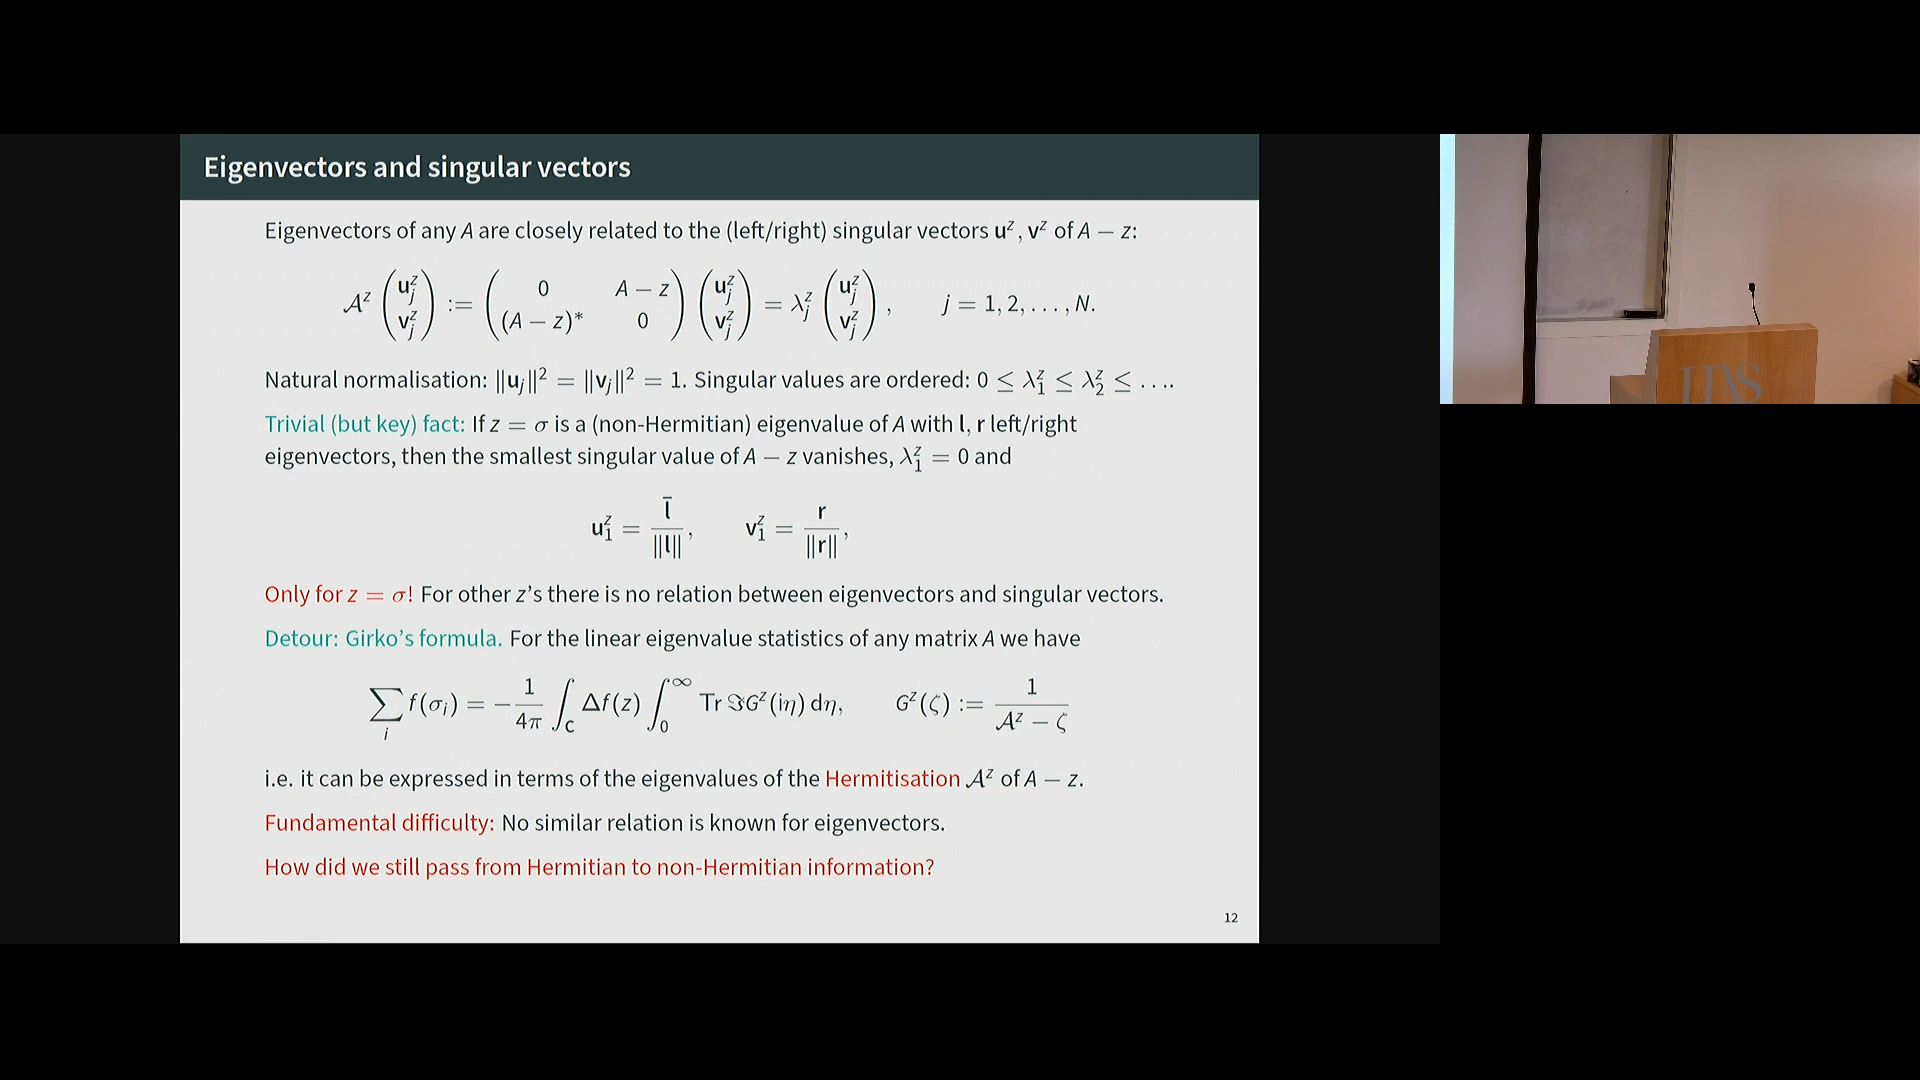 Eigenvectors and singular vectors
Eigenvectors of any A are closely related to the (left/right) singular vectors u^z, v^z of A − z:
𝒜^z (u_j^z v_j^z) := (0 A − z (A − z)* 0) (u_j^z v_j^z) = λ_j^z (u_j^z v_j^z), j = 1, 2, . . . , N.
Natural normalisation: ‖u_j‖² = ‖v_j‖² = 1. Singular values are ordered: 0 ≤ λ_1^z ≤ λ_2^z ≤ . . . .
Trivial (but key) fact: If z = σ is a (non-Hermitian) eigenvalue of A with l, r left/right
eigenvectors, then the smallest singular value of A − z vanishes, λ_1^z = 0 and
u_1^z = l̄ / ‖l‖, v_1^z = r / ‖r‖,
Only for z = σ! For other z's there is no relation between eigenvectors and singular vectors.
Detour: Girko's formula. For the linear eigenvalue statistics of any matrix A we have
∑_i f(σ_i) = − 1/4π ∫_C Δf(z) ∫_0^∞ Tr ℑG^z(iη) dη, G^z(ζ) := 1 / (𝒜^z − ζ)
i.e. it can be expressed in terms of the eigenvalues of the Hermitisation 𝒜^z of A − z.
Fundamental difficulty: No similar relation is known for eigenvectors.
How did we still pass from Hermitian to non-Hermitian information?
12